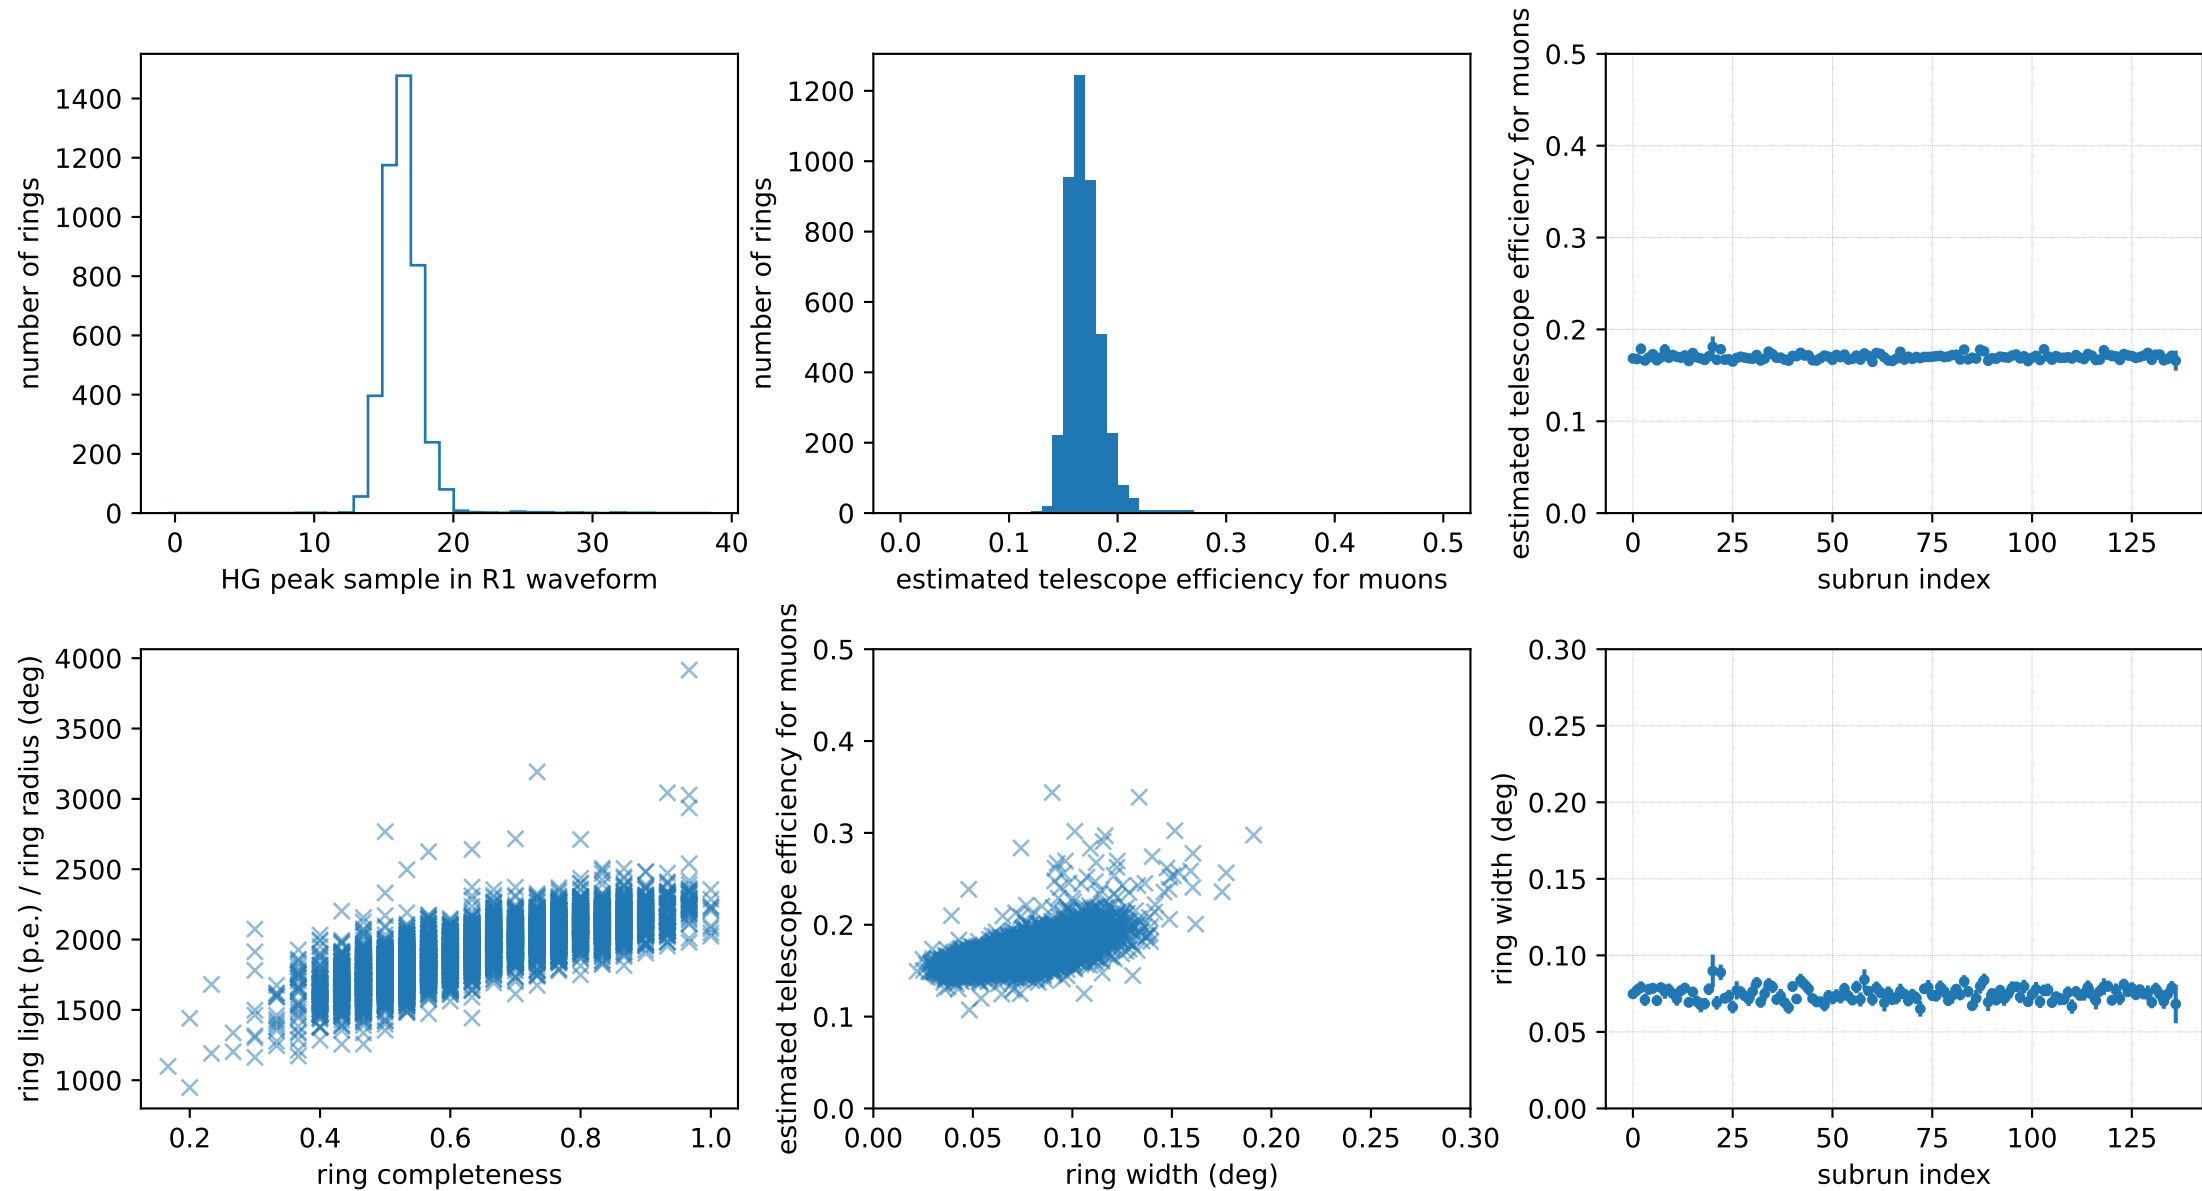 number of rings
1400
1200
1000
800
600
400
200
0
0 10 20 30 40
HG peak sample in R1 waveform
number of rings
1200
1000
800
600
400
200
0
0.0 0.1 0.2 0.3 0.4 0.5
estimated telescope efficiency for muons
estimated telescope efficiency for muons
0.5
0.4
0.3
0.2
0.1
0.0
0 25 50 75 100 125
subrun index
ring light (p.e.) / ring radius (deg)
4000
3500
3000
2500
2000
1500
1000
0.2 0.4 0.6 0.8 1.0
ring completeness
estimated telescope efficiency for muons
0.5
0.4
0.3
0.2
0.1
0.0
0.00 0.05 0.10 0.15 0.20 0.25 0.30
ring width (deg)
ring width (deg)
0.30
0.25
0.20
0.15
0.10
0.05
0.00
0 25 50 75 100 125
subrun index